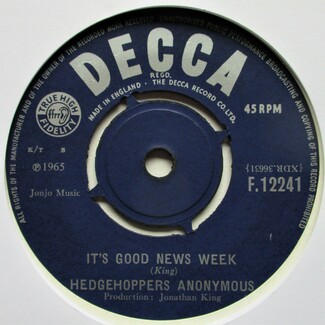 ALL RIGHTS OF THE MANUFACTURER AND OF THE OWNER OF THE RECORDED WORK RESERVED UNAUTHORISED PUBLIC PERFORMANCE BROADCASTING AND COPYING OF THIS RECORD PROHIBITED
DECCA
REGD.
MADE IN ENGLAND · THE DECCA RECORD CO. LTD.
TRUE HIGH
ffrr
FIDELITY
45 RPM
K/T B
℗1965
Jonjo Music
{XDR.36631}
F.12241
IT'S GOOD NEWS WEEK
(King)
HEDGEHOPPERS ANONYMOUS
Production: Jonathan King